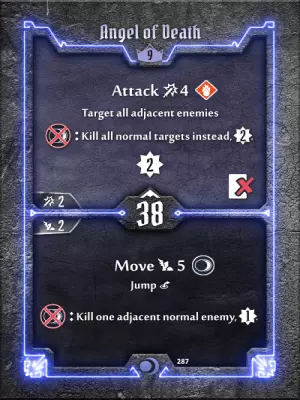 Angel of Death
9
Attack 4
Target all adjacent enemies
: Kill all normal targets instead, 2.
2
2
38
2
Move 5
Jump
: Kill one adjacent normal enemy, 1.
287